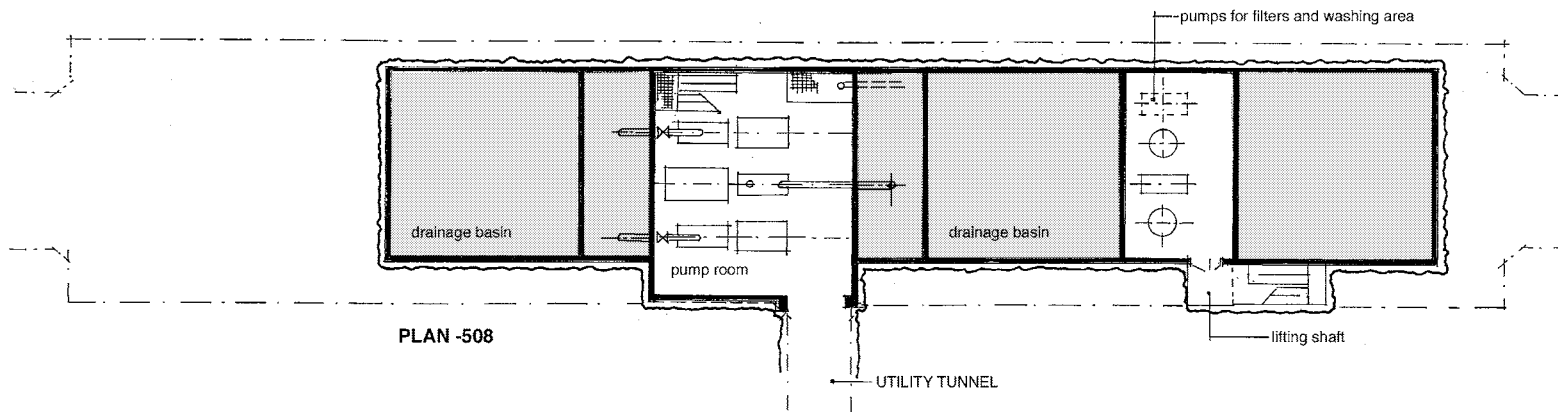 pumps for filters and washing area
drainage basin
drainage basin
pump room
PLAN -508
lifting shaft
UTILITY TUNNEL